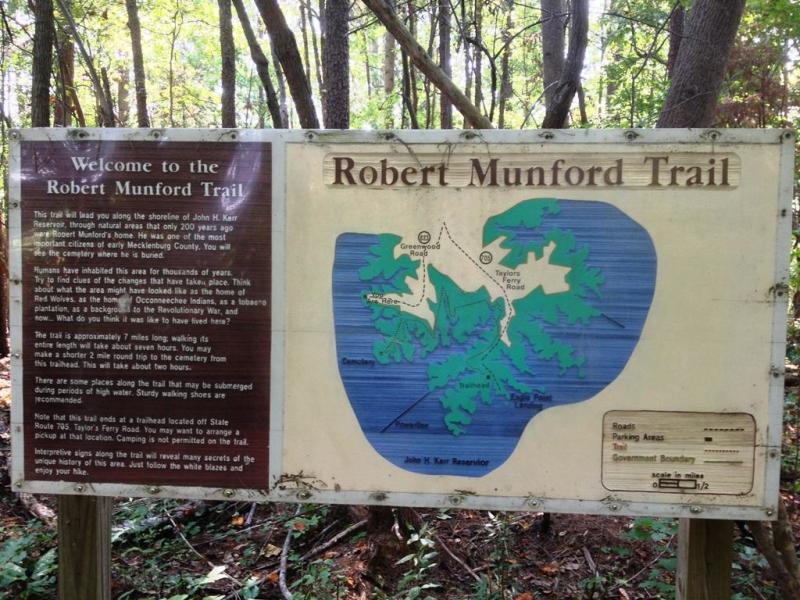 Welcome to the
Robert Munford Trail
This trail will lead you along the shoreline of John H. Kerr
Reservoir, through natural areas that only 200 years ago
were Robert Munford's home. He was one of the most
important citizens of early Mecklenburg County. You will
see the cemetery where he is buried.
Humans have inhabited this area for thousands of years.
Try to find clues of the changes that have taken place. Think
about what the area might have looked like as the home of
Red Wolves, as the home of Occonneechee Indians, as a tobacco
plantation, as a background to the Revolutionary War, and
now... What do you think it was like to have lived here?
The trail is approximately 7 miles long; walking its
entire length will take about seven hours. You may
make a shorter 2 mile round trip to the cemetery from
this trailhead. This will take about two hours.
There are some places along the trail that may be submerged
during periods of high water. Sturdy walking shoes are
recommended.
Note that this trail ends at a trailhead located off State
Route 705, Taylor's Ferry Road. You may want to arrange a
pickup at that location. Camping is not permitted on the trail.
Interpretive signs along the trail will reveal many secrets of the
unique history of this area. Just follow the white blazes and
enjoy your hike.
Robert Munford Trail
Greenwood
Road
705
Taylors
Ferry
Road
You
Are Here
Cemetery
Trailhead
Eagle Point
Landing
Powerline
John H. Kerr Reservior
Roads
Parking Areas
Trail
Government Boundary
scale in miles
0 1/2